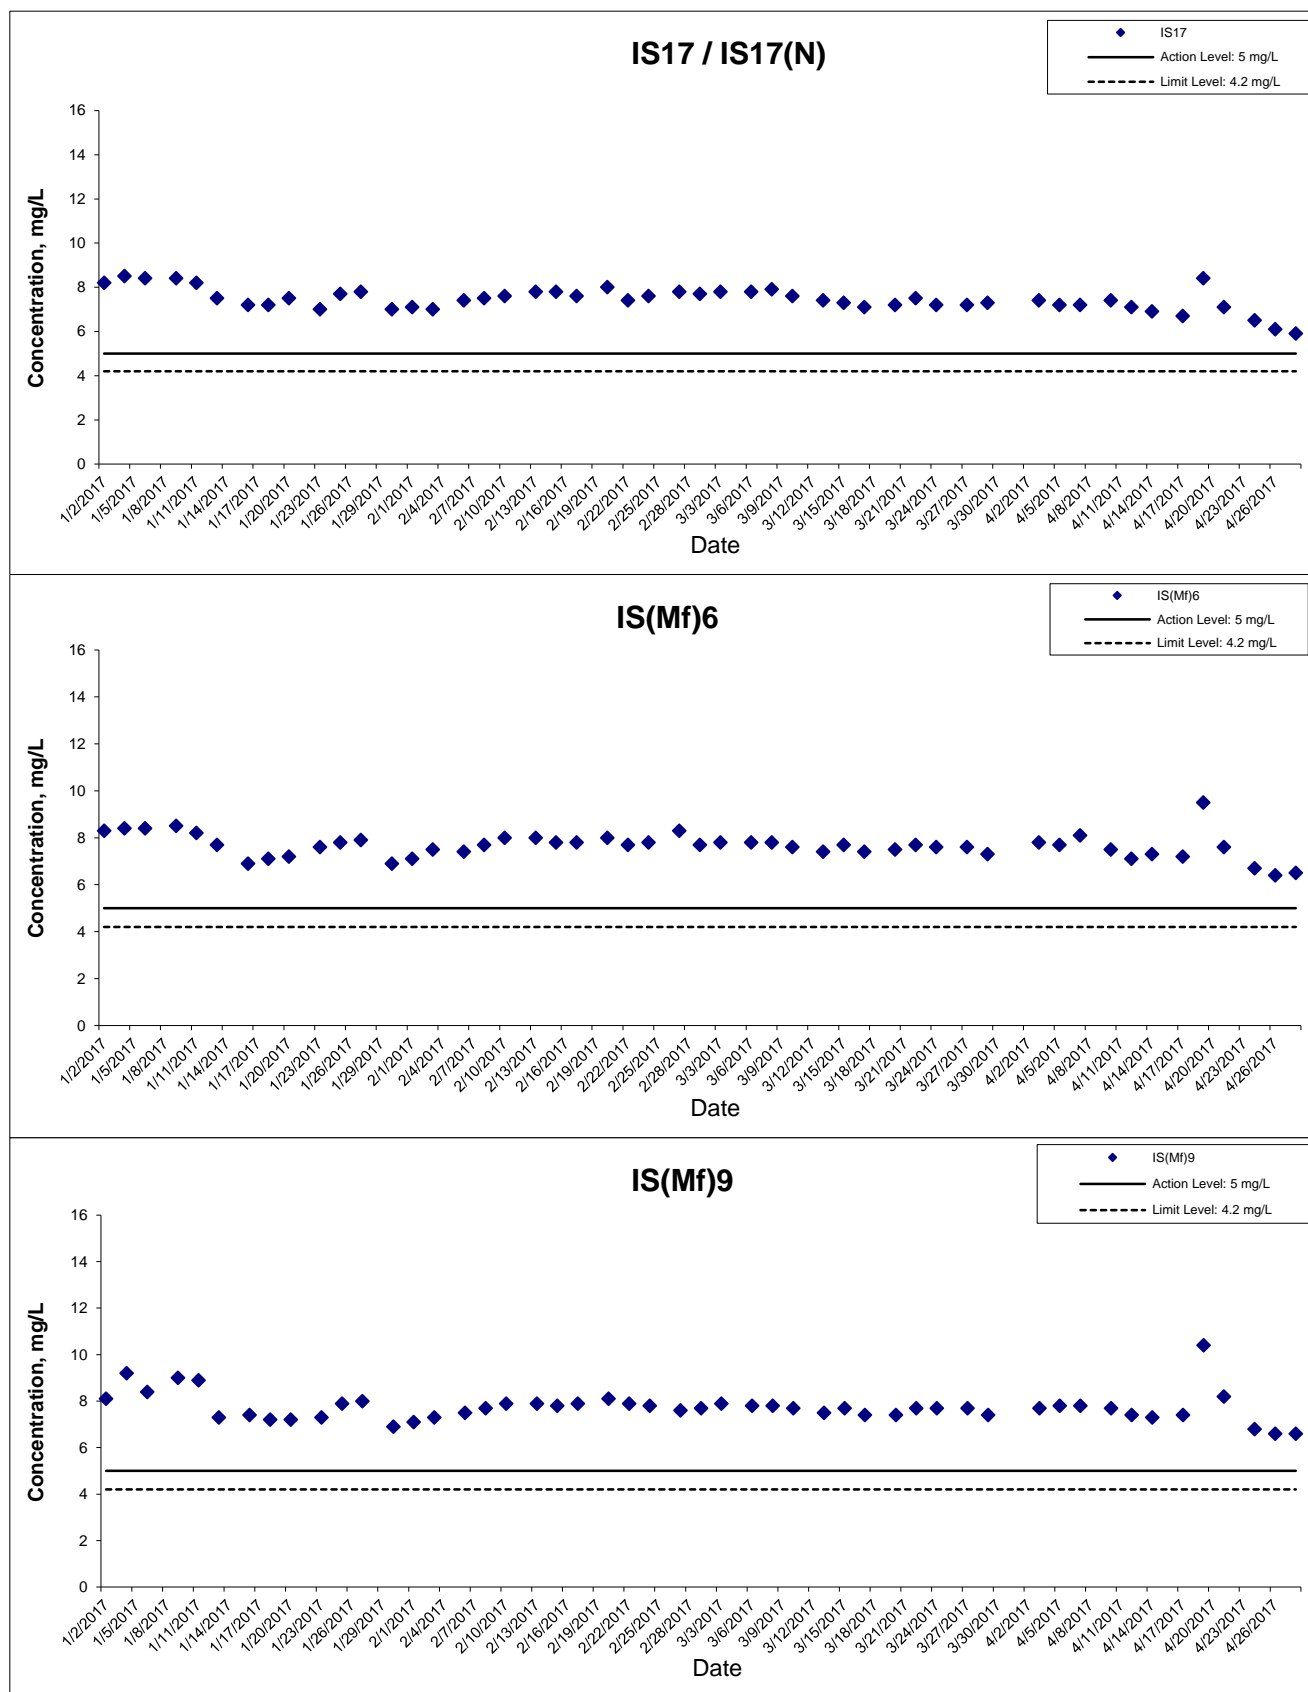 IS17 / IS17(N)
IS17
Action Level: 5 mg/L
Limit Level: 4.2 mg/L
Concentration, mg/L
16
14
12
10
8
6
4
2
0
1/2/2017 1/5/2017 1/8/2017 1/11/2017 1/14/2017 1/17/2017 1/20/2017 1/23/2017 1/26/2017 1/29/2017 2/1/2017 2/4/2017 2/7/2017 2/10/2017 2/13/2017 2/16/2017 2/19/2017 2/22/2017 2/25/2017 2/28/2017 3/3/2017 3/6/2017 3/9/2017 3/12/2017 3/15/2017 3/18/2017 3/21/2017 3/24/2017 3/27/2017 3/30/2017 4/2/2017 4/5/2017 4/8/2017 4/11/2017 4/14/2017 4/17/2017 4/20/2017 4/23/2017 4/26/2017
Date
IS(Mf)6
IS(Mf)6
Action Level: 5 mg/L
Limit Level: 4.2 mg/L
Concentration, mg/L
16
14
12
10
8
6
4
2
0
1/2/2017 1/5/2017 1/8/2017 1/11/2017 1/14/2017 1/17/2017 1/20/2017 1/23/2017 1/26/2017 1/29/2017 2/1/2017 2/4/2017 2/7/2017 2/10/2017 2/13/2017 2/16/2017 2/19/2017 2/22/2017 2/25/2017 2/28/2017 3/3/2017 3/6/2017 3/9/2017 3/12/2017 3/15/2017 3/18/2017 3/21/2017 3/24/2017 3/27/2017 3/30/2017 4/2/2017 4/5/2017 4/8/2017 4/11/2017 4/14/2017 4/17/2017 4/20/2017 4/23/2017 4/26/2017
Date
IS(Mf)9
IS(Mf)9
Action Level: 5 mg/L
Limit Level: 4.2 mg/L
Concentration, mg/L
16
14
12
10
8
6
4
2
0
1/2/2017 1/5/2017 1/8/2017 1/11/2017 1/14/2017 1/17/2017 1/20/2017 1/23/2017 1/26/2017 1/29/2017 2/1/2017 2/4/2017 2/7/2017 2/10/2017 2/13/2017 2/16/2017 2/19/2017 2/22/2017 2/25/2017 2/28/2017 3/3/2017 3/6/2017 3/9/2017 3/12/2017 3/15/2017 3/18/2017 3/21/2017 3/24/2017 3/27/2017 3/30/2017 4/2/2017 4/5/2017 4/8/2017 4/11/2017 4/14/2017 4/17/2017 4/20/2017 4/23/2017 4/26/2017
Date